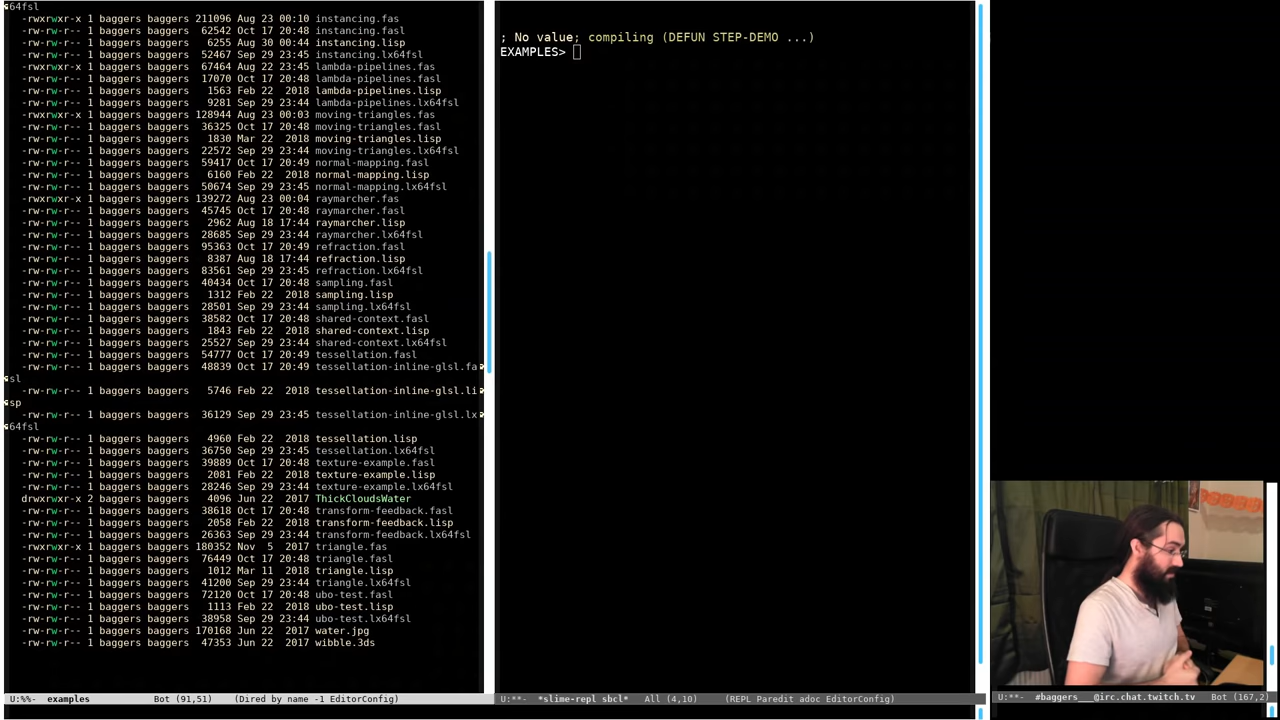 64fsl
-rwxrwxr-x 1 baggers baggers 211096 Aug 23 00:10 instancing.fas
-rw-rw-r-- 1 baggers baggers 62542 Oct 17 20:48 instancing.fasl
-rw-rw-r-- 1 baggers baggers 6255 Aug 30 00:44 instancing.lisp
-rw-rw-r-- 1 baggers baggers 52467 Sep 29 23:45 instancing.lx64fsl
-rwxrwxr-x 1 baggers baggers 67464 Aug 22 23:45 lambda-pipelines.fas
-rw-rw-r-- 1 baggers baggers 17070 Oct 17 20:48 lambda-pipelines.fasl
-rw-rw-r-- 1 baggers baggers 1563 Feb 22 2018 lambda-pipelines.lisp
-rw-rw-r-- 1 baggers baggers 9281 Sep 29 23:44 lambda-pipelines.lx64fsl
-rwxrwxr-x 1 baggers baggers 128944 Aug 23 00:03 moving-triangles.fas
-rw-rw-r-- 1 baggers baggers 36325 Oct 17 20:48 moving-triangles.fasl
-rw-rw-r-- 1 baggers baggers 1830 Mar 22 2018 moving-triangles.lisp
-rw-rw-r-- 1 baggers baggers 22572 Sep 29 23:44 moving-triangles.lx64fsl
-rw-rw-r-- 1 baggers baggers 59417 Oct 17 20:49 normal-mapping.fasl
-rw-rw-r-- 1 baggers baggers 6160 Feb 22 2018 normal-mapping.lisp
-rw-rw-r-- 1 baggers baggers 50674 Sep 29 23:45 normal-mapping.lx64fsl
-rwxrwxr-x 1 baggers baggers 139272 Aug 23 00:04 raymarcher.fas
-rw-rw-r-- 1 baggers baggers 45745 Oct 17 20:48 raymarcher.fasl
-rw-rw-r-- 1 baggers baggers 2962 Aug 18 17:44 raymarcher.lisp
-rw-rw-r-- 1 baggers baggers 28685 Sep 29 23:44 raymarcher.lx64fsl
-rw-rw-r-- 1 baggers baggers 95363 Oct 17 20:49 refraction.fasl
-rw-rw-r-- 1 baggers baggers 8387 Aug 18 17:44 refraction.lisp
-rw-rw-r-- 1 baggers baggers 83561 Sep 29 23:45 refraction.lx64fsl
-rw-rw-r-- 1 baggers baggers 40434 Oct 17 20:48 sampling.fasl
-rw-rw-r-- 1 baggers baggers 1312 Feb 22 2018 sampling.lisp
-rw-rw-r-- 1 baggers baggers 28501 Sep 29 23:44 sampling.lx64fsl
-rw-rw-r-- 1 baggers baggers 38582 Oct 17 20:48 shared-context.fasl
-rw-rw-r-- 1 baggers baggers 1843 Feb 22 2018 shared-context.lisp
-rw-rw-r-- 1 baggers baggers 25527 Sep 29 23:44 shared-context.lx64fsl
-rw-rw-r-- 1 baggers baggers 54777 Oct 17 20:49 tessellation.fasl
-rw-rw-r-- 1 baggers baggers 48839 Oct 17 20:49 tessellation-inline-glsl.fa
sl
-rw-rw-r-- 1 baggers baggers 5746 Feb 22 2018 tessellation-inline-glsl.li
sp
-rw-rw-r-- 1 baggers baggers 36129 Sep 29 23:45 tessellation-inline-glsl.lx
64fsl
-rw-rw-r-- 1 baggers baggers 4960 Feb 22 2018 tessellation.lisp
-rw-rw-r-- 1 baggers baggers 36750 Sep 29 23:45 tessellation.lx64fsl
-rw-rw-r-- 1 baggers baggers 39889 Oct 17 20:48 texture-example.fasl
-rw-rw-r-- 1 baggers baggers 2081 Feb 22 2018 texture-example.lisp
-rw-rw-r-- 1 baggers baggers 28246 Sep 29 23:44 texture-example.lx64fsl
drwxrwxr-x 2 baggers baggers 4096 Jun 22 2017 ThickCloudsWater
-rw-rw-r-- 1 baggers baggers 38618 Oct 17 20:48 transform-feedback.fasl
-rw-rw-r-- 1 baggers baggers 2058 Feb 22 2018 transform-feedback.lisp
-rw-rw-r-- 1 baggers baggers 26363 Sep 29 23:44 transform-feedback.lx64fsl
-rwxrwxr-x 1 baggers baggers 180352 Nov 5 2017 triangle.fas
-rw-rw-r-- 1 baggers baggers 76449 Oct 17 20:48 triangle.fasl
-rw-rw-r-- 1 baggers baggers 1012 Mar 11 2018 triangle.lisp
-rw-rw-r-- 1 baggers baggers 41200 Sep 29 23:44 triangle.lx64fsl
-rw-rw-r-- 1 baggers baggers 72120 Oct 17 20:48 ubo-test.fasl
-rw-rw-r-- 1 baggers baggers 1113 Feb 22 2018 ubo-test.lisp
-rw-rw-r-- 1 baggers baggers 38958 Sep 29 23:44 ubo-test.lx64fsl
-rw-rw-r-- 1 baggers baggers 170168 Jun 22 2017 water.jpg
-rw-rw-r-- 1 baggers baggers 47353 Jun 22 2017 wibble.3ds
U:%%- examples Bot (91,51) (Dired by name -1 EditorConfig)
; No value; compiling (DEFUN STEP-DEMO ...)
EXAMPLES>
U:**- *slime-repl sbcl* All (4,10) (REPL Paredit adoc EditorConfig)
U:**- #baggers___@irc.chat.twitch.tv Bot (167,2)